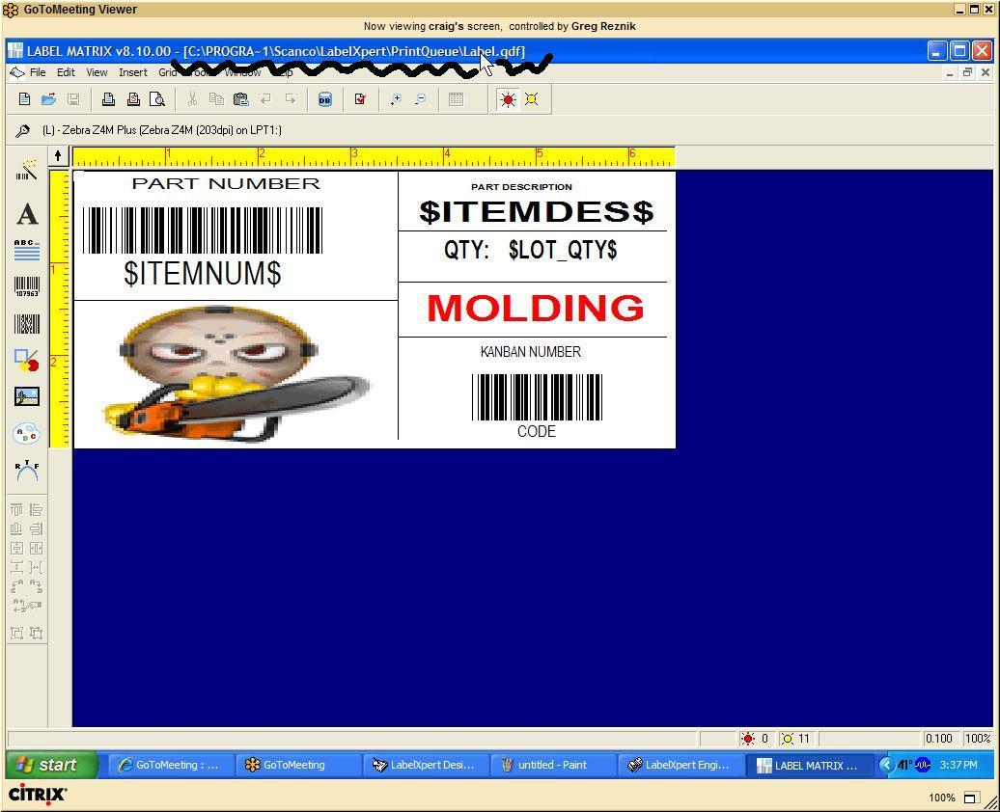 GoToMeeting Viewer
Now viewing craig's screen, controlled by Greg Reznik
LABEL MATRIX v8.10.00 - [C:\PROGRA~1\Scanco\LabelXpert\PrintQueue\Label.qdf]
File Edit View Insert Grid Tools Window Help
DB
(L) - Zebra Z4M Plus (Zebra Z4M (203dpi) on LPT1:)
1 2 3 4 5 6
PART NUMBER
PART DESCRIPTION
$ITEMDES$
QTY: $LOT_QTY$
$ITEMNUM$
MOLDING
KANBAN NUMBER
CODE
1
2
A
ABC
107963
A B C
R T F
0 11 0.100 100%
start GoToMeeting : ... GoToMeeting LabelXpert Desi... untitled - Paint LabelXpert Engi... LABEL MATRIX ... 41° 3:37 PM
CITRIX
100%